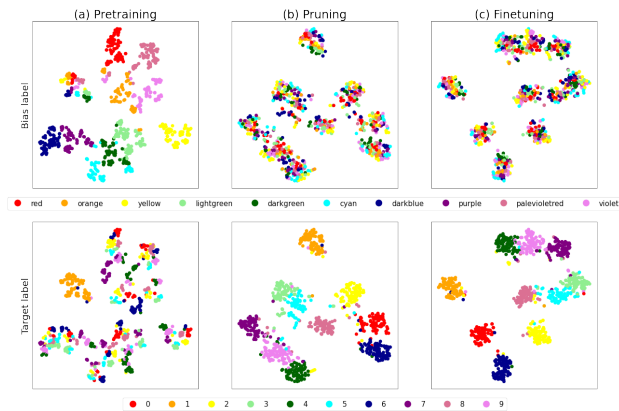 (a) Pretraining
(b) Pruning
(c) Finetuning
Bias label
red orange yellow lightgreen darkgreen cyan darkblue purple palevioletred violet
Target label
0 1 2 3 4 5 6 7 8 9